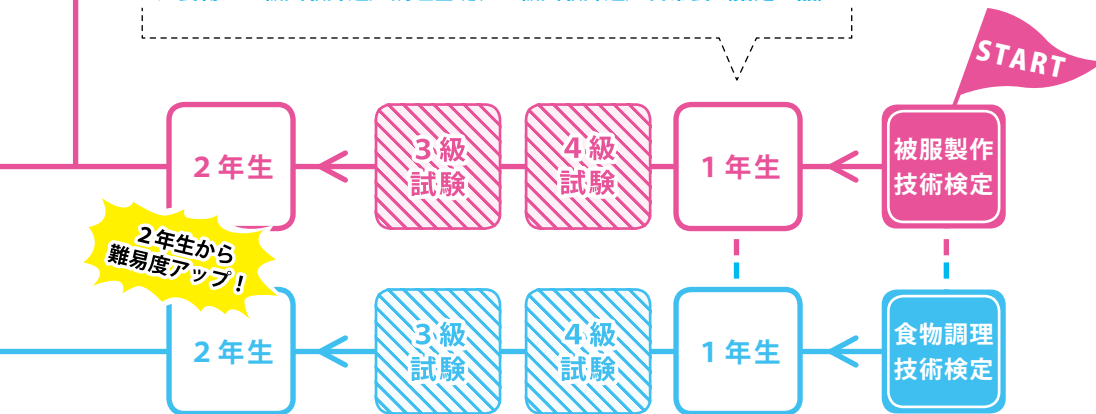 START
被服製作
技術検定
1年生
4級
試験
3級
試験
2年生
2年生から
難易度アップ！
食物調理
技術検定
1年生
4級
試験
3級
試験
2年生